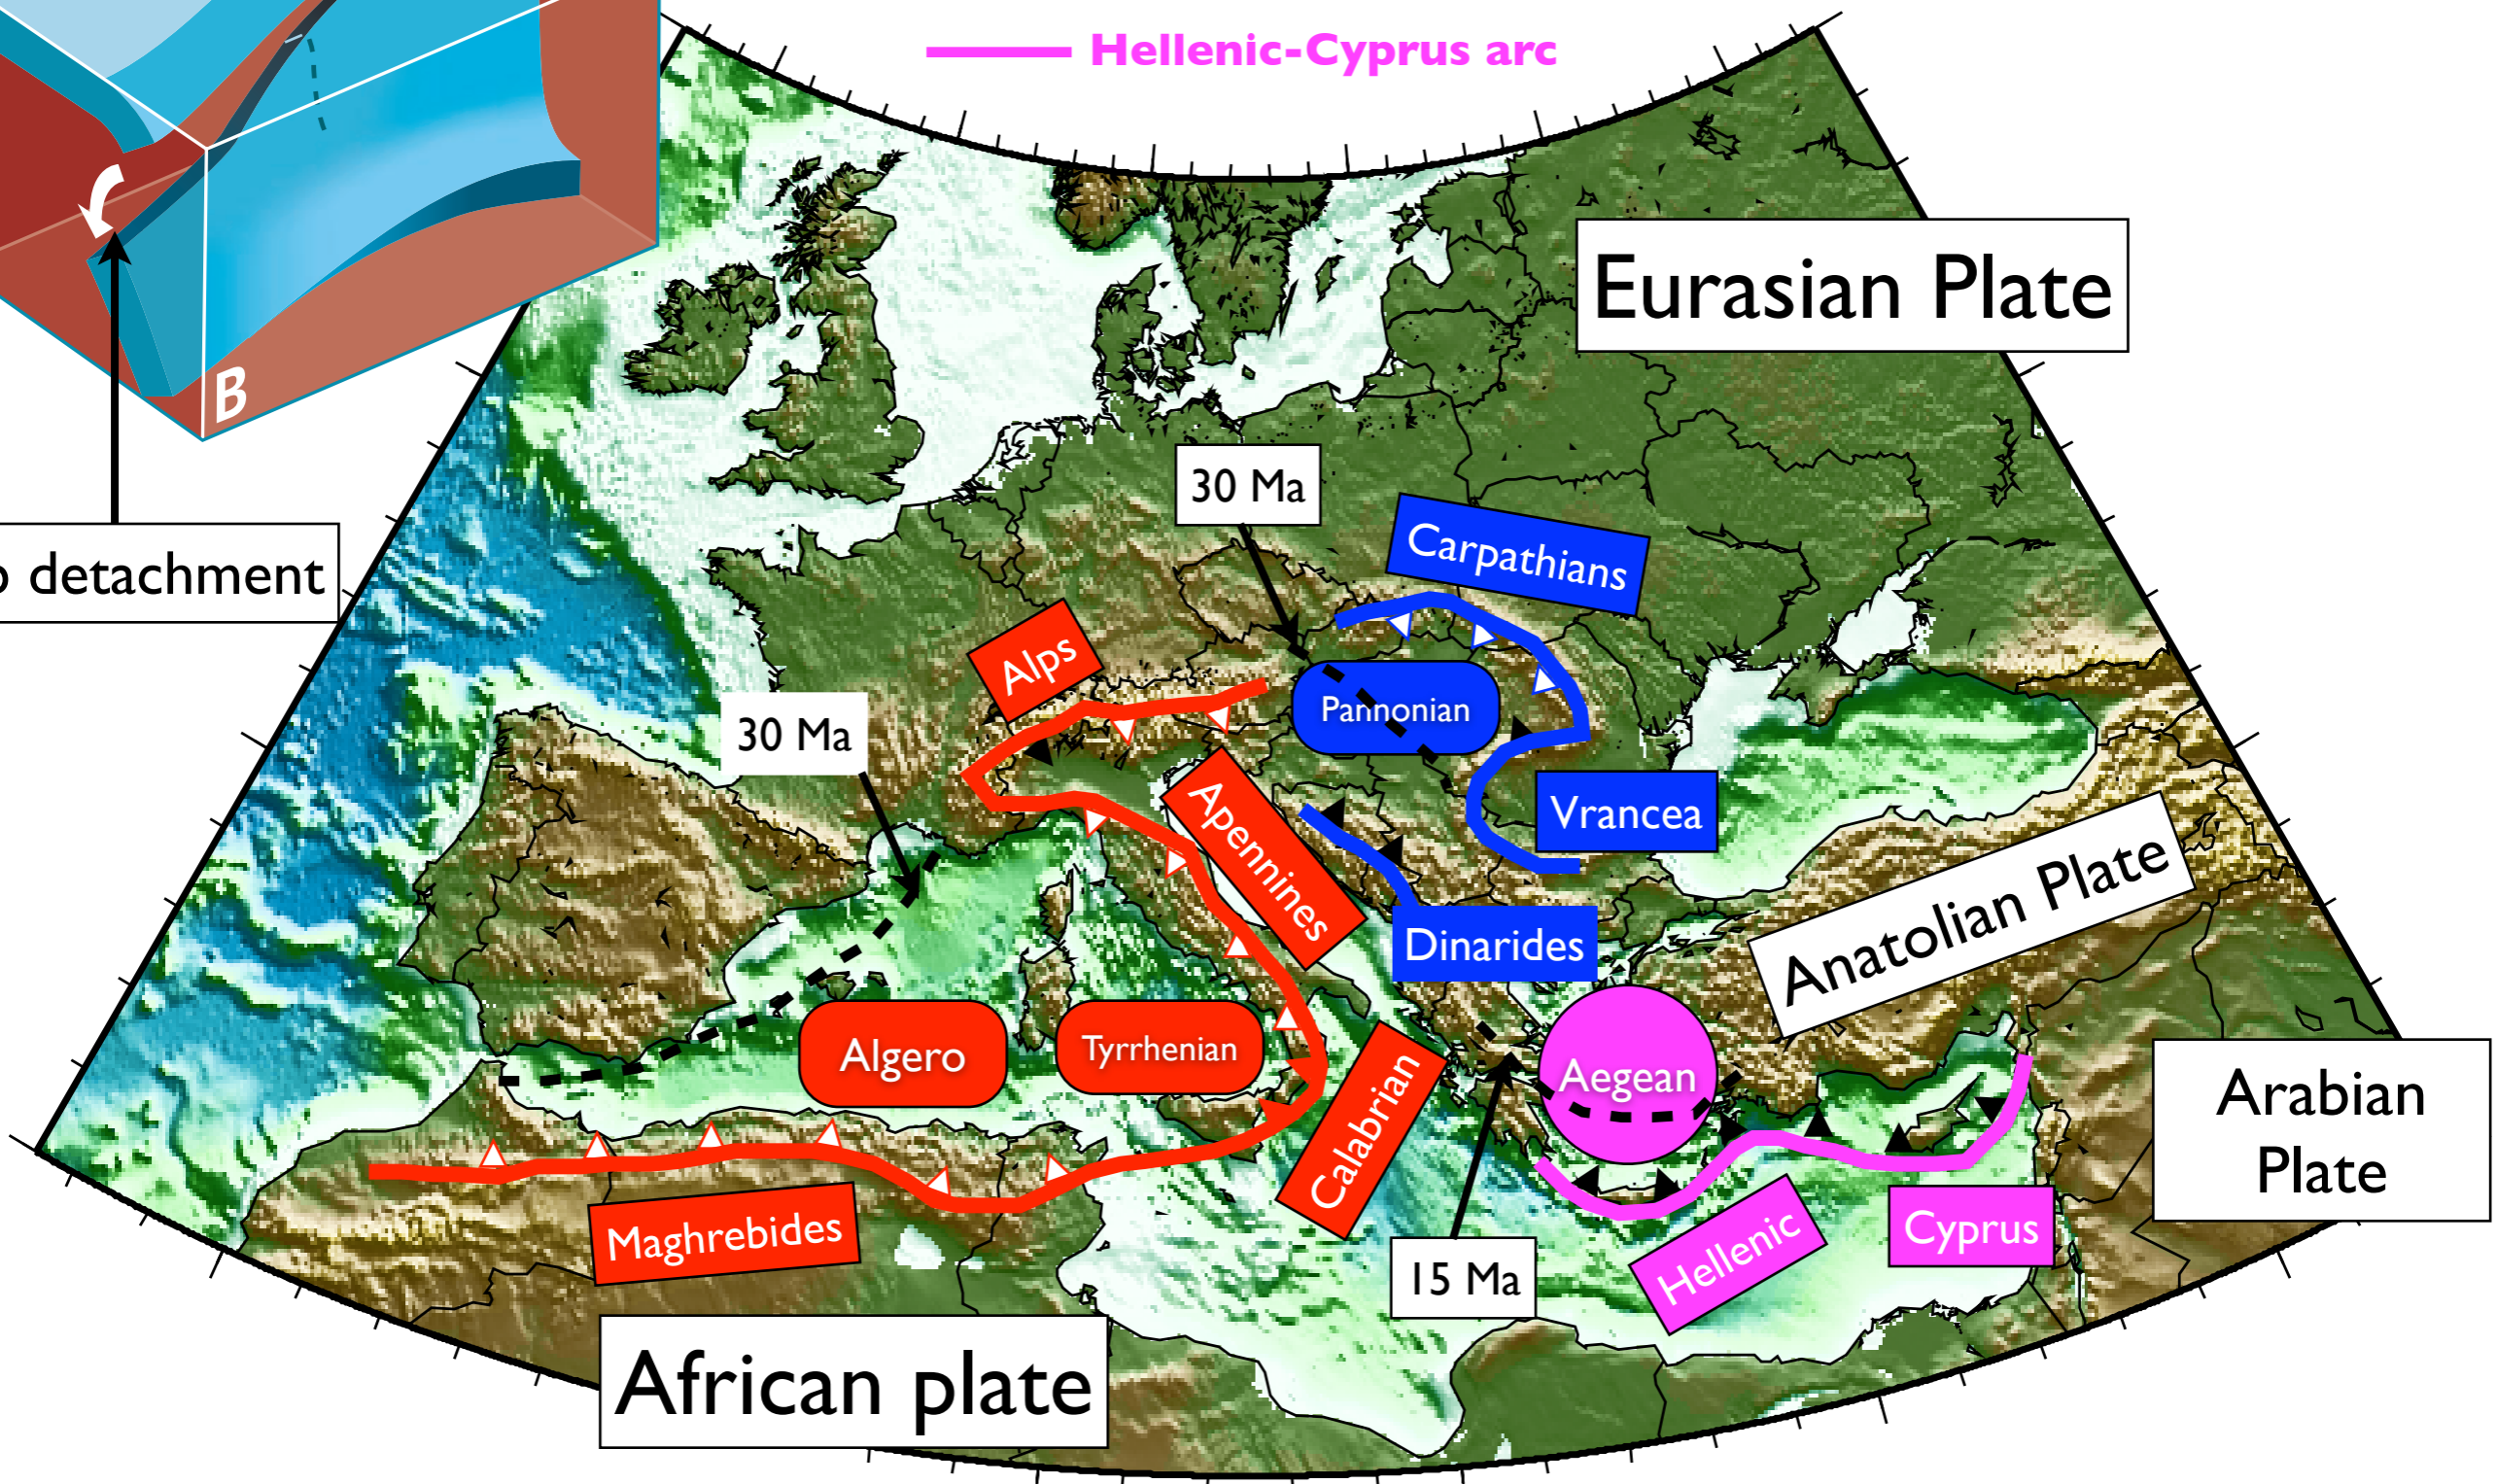 Hellenic-Cyprus arc
Eurasian Plate
B
30 Ma
Carpathians
detachment
Alps
Pannonian
30 Ma
Vrancea
Apennines
Anatolian Plate
Dinarides
Algero
Tyrrhenian
Aegean
Arabian
Plate
Calabrian
Maghrebides
Cyprus
Hellenic
15 Ma
African plate